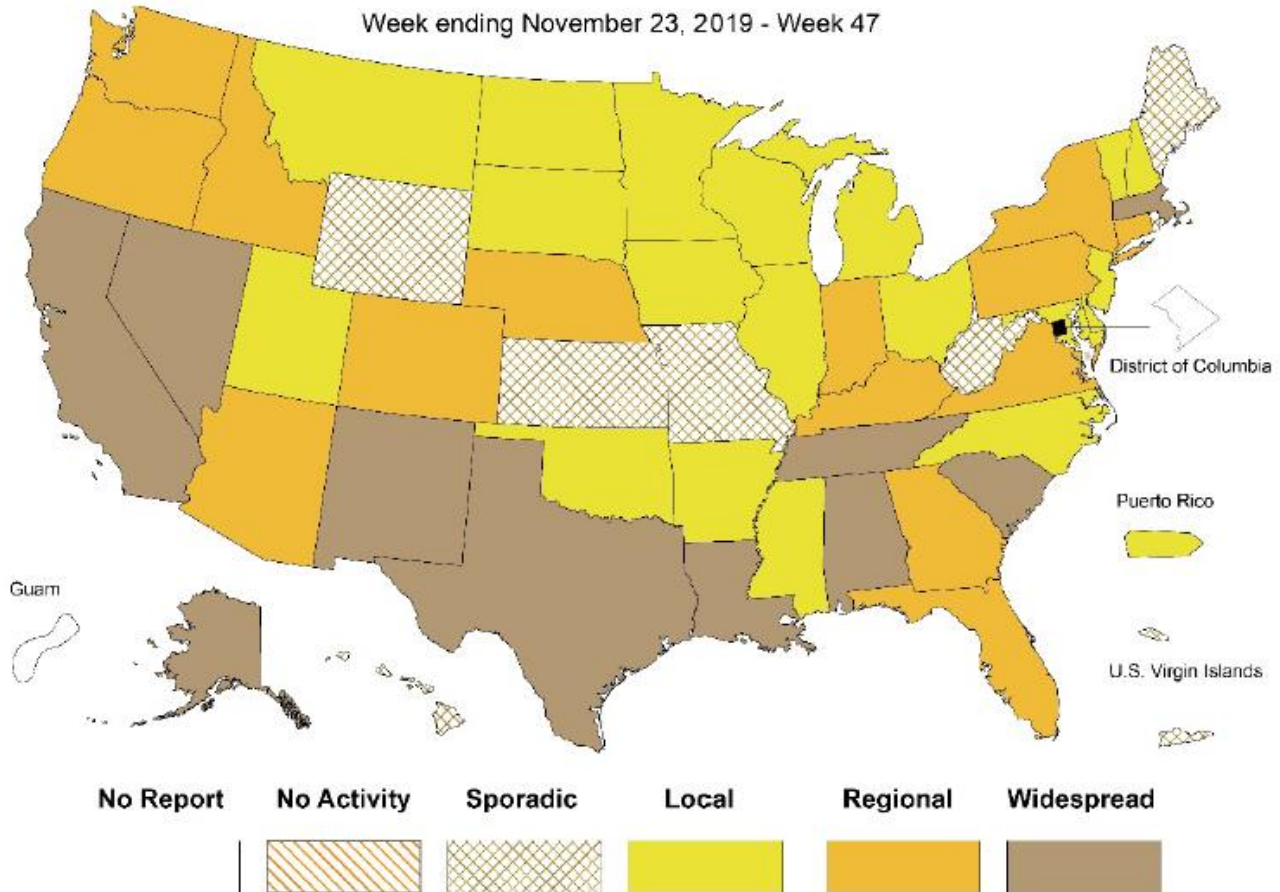 Week ending November 23, 2019 - Week 47
District of Columbia
Puerto Rico
Guam
U.S. Virgin Islands
No Report No Activity Sporadic Local Regional Widespread